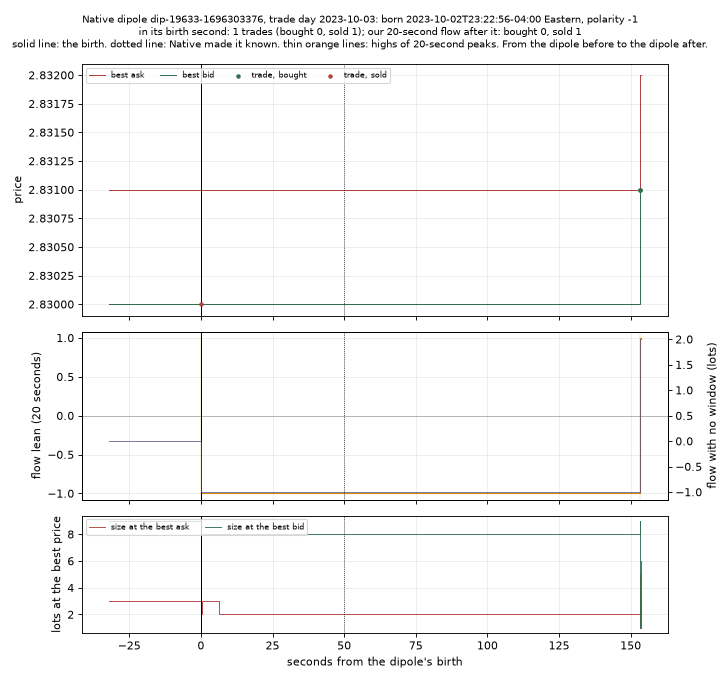 Native dipole dip-19633-1696303376, trade day 2023-10-03: born 2023-10-02T23:22:56-04:00 Eastern, polarity -1
in its birth second: 1 trades (bought 0, sold 1); our 20-second flow after it: bought 0, sold 1
solid line: the birth. dotted line: Native made it known. thin orange lines: highs of 20-second peaks. From the dipole before to the dipole after.
best ask best bid trade, bought trade, sold
2.83200
2.83175
2.83150
2.83125
2.83100
2.83075
2.83050
2.83025
2.83000
price
1.0
0.5
0.0
−0.5
−1.0
flow lean (20 seconds)
2.0
1.5
1.0
0.5
0.0
−0.5
−1.0
flow with no window (lots)
size at the best ask size at the best bid
8
6
4
2
lots at the best price
−25 0 25 50 75 100 125 150
seconds from the dipole's birth